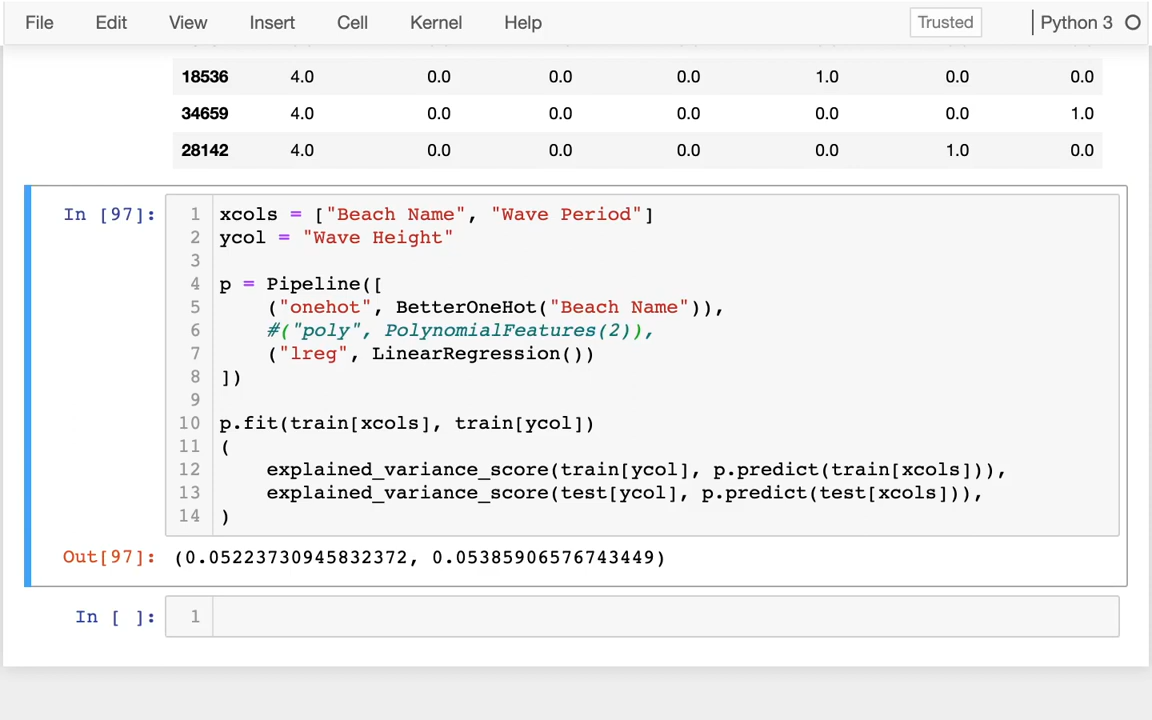 File Edit View Insert Cell Kernel Help Trusted Python 3
18536 4.0 0.0 0.0 0.0 1.0 0.0 0.0
34659 4.0 0.0 0.0 0.0 0.0 0.0 1.0
28142 4.0 0.0 0.0 0.0 0.0 1.0 0.0
In [97]: 1 xcols = ["Beach Name", "Wave Period"]
2 ycol = "Wave Height"
3
4 p = Pipeline([
5 ("onehot", BetterOneHot("Beach Name")),
6 #("poly", PolynomialFeatures(2)),
7 ("lreg", LinearRegression())
8 ])
9
10 p.fit(train[xcols], train[ycol])
11 (
12 explained_variance_score(train[ycol], p.predict(train[xcols])),
13 explained_variance_score(test[ycol], p.predict(test[xcols])),
14 )
Out[97]: (0.05223730945832372, 0.05385906576743449)
In [ ]: 1